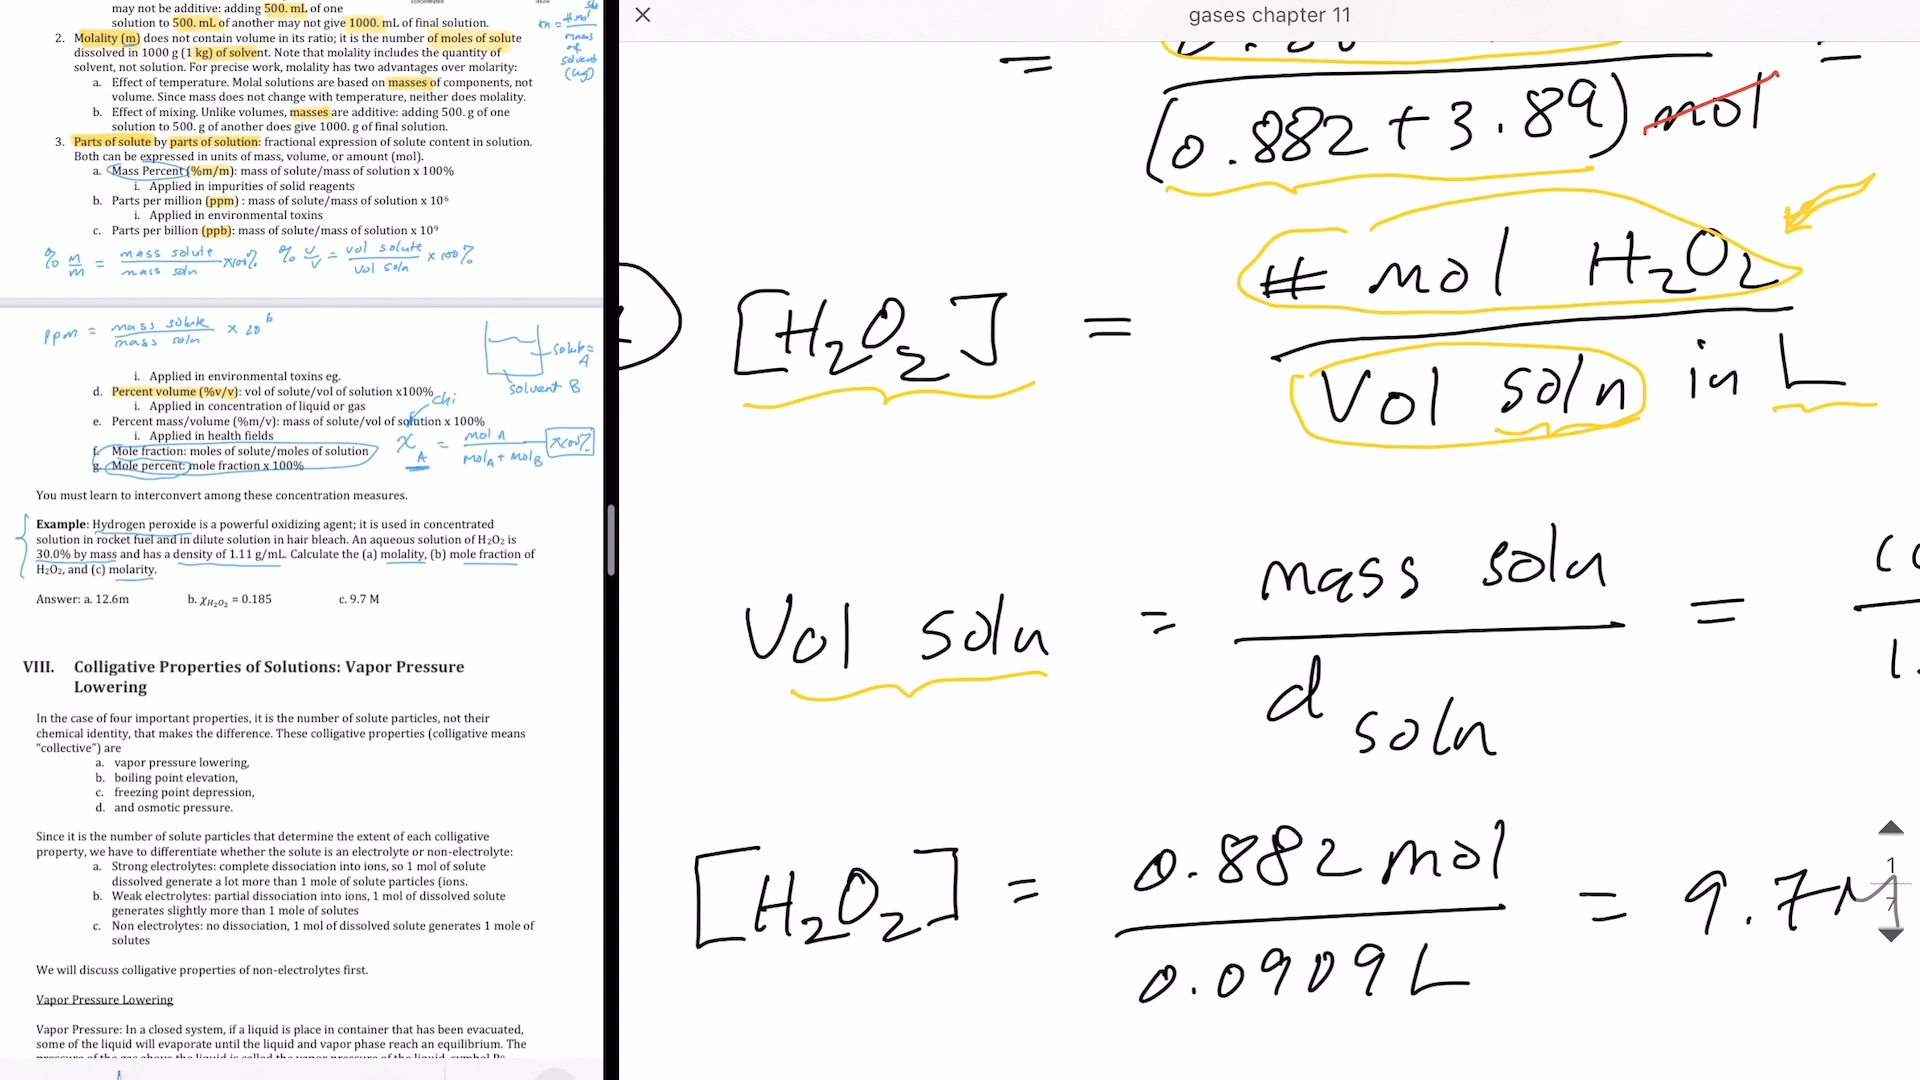 may not be additive: adding 500. mL of one
solution to 500. mL of another may not give 1000. mL of final solution.
2. Molality (m) does not contain volume in its ratio; it is the number of moles of solute
dissolved in 1000 g (1 kg) of solvent. Note that molality includes the quantity of
solvent, not solution. For precise work, molality has two advantages over molarity:
a. Effect of temperature. Molal solutions are based on masses of components, not
volume. Since mass does not change with temperature, neither does molality.
b. Effect of mixing. Unlike volumes, masses are additive: adding 500. g of one
solution to 500. g of another does give 1000. g of final solution.
m = # mol
mass
of
solvent
(kg)
3. Parts of solute by parts of solution: fractional expression of solute content in solution.
Both can be expressed in units of mass, volume, or amount (mol).
a. Mass Percent (%m/m): mass of solute/mass of solution x 100%
i. Applied in impurities of solid reagents
b. Parts per million (ppm) : mass of solute/mass of solution x 10⁶
i. Applied in environmental toxins
c. Parts per billion (ppb): mass of solute/mass of solution x 10⁹
% M/m = mass solute / mass soln x100% % v/v = vol solute / vol soln x 100%
ppm = mass solute / mass soln x 10⁶
solute = A
solvent B
i. Applied in environmental toxins eg.
d. Percent volume (%v/v): vol of solute/vol of solution x100%
i. Applied in concentration of liquid or gas
chi
e. Percent mass/volume (%m/v): mass of solute/vol of solution x 100%
i. Applied in health fields
f. Mole fraction: moles of solute/moles of solution
g. Mole percent: mole fraction x 100%
X_A = mol A / mol_A + mol_B x100%
You must learn to interconvert among these concentration measures.
Example: Hydrogen peroxide is a powerful oxidizing agent; it is used in concentrated
solution in rocket fuel and in dilute solution in hair bleach. An aqueous solution of H₂O₂ is
30.0% by mass and has a density of 1.11 g/mL. Calculate the (a) molality, (b) mole fraction of
H₂O₂, and (c) molarity.
Answer: a. 12.6m b. χH₂O₂ = 0.185 c. 9.7 M
VIII. Colligative Properties of Solutions: Vapor Pressure
Lowering
In the case of four important properties, it is the number of solute particles, not their
chemical identity, that makes the difference. These colligative properties (colligative means
"collective") are
a. vapor pressure lowering,
b. boiling point elevation,
c. freezing point depression,
d. and osmotic pressure.
Since it is the number of solute particles that determine the extent of each colligative
property, we have to differentiate whether the solute is an electrolyte or non-electrolyte:
a. Strong electrolytes: complete dissociation into ions, so 1 mol of solute
dissolved generate a lot more than 1 mole of solute particles (ions.
b. Weak electrolytes: partial dissociation into ions, 1 mol of dissolved solute
generates slightly more than 1 mole of solutes
c. Non electrolytes: no dissociation, 1 mol of dissolved solute generates 1 mole of
solutes
We will discuss colligative properties of non-electrolytes first.
Vapor Pressure Lowering
Vapor Pressure: In a closed system, if a liquid is place in container that has been evacuated,
some of the liquid will evaporate until the liquid and vapor phase reach an equilibrium. The
gases chapter 11
= =
(0.882 + 3.89) mol
[H₂O₂] = # mol H₂O₂
Vol soln in L
Vol soln = mass soln =
d soln
[H₂O₂] = 0.882 mol = 9.7M
0.0909 L
1
7